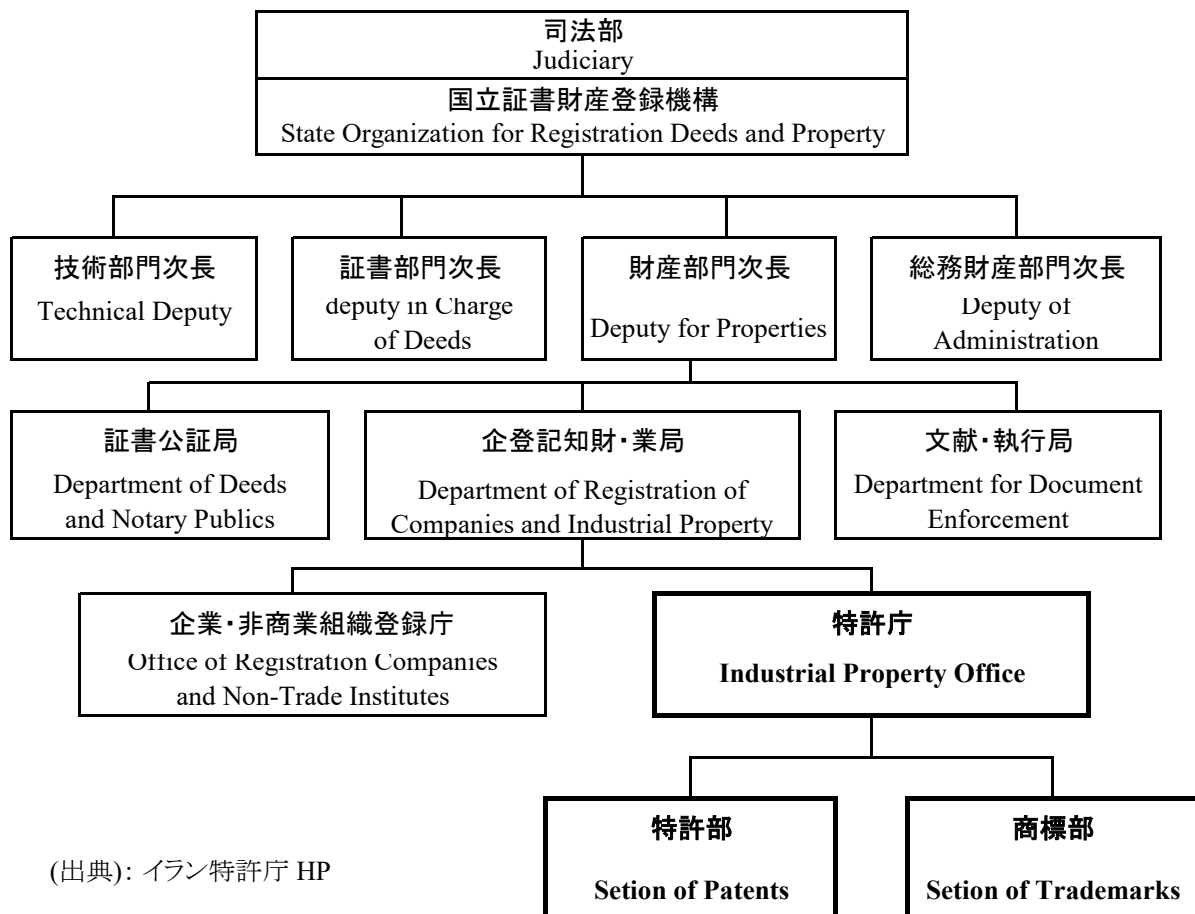 司法部
Judiciary
国立証書財産登録機構
State Organization for Registration Deeds and Property
技術部門次長
Technical Deputy
証書部門次長
deputy in Charge
of Deeds
財産部門次長
Deputy for Properties
総務財産部門次長
Deputy of
Administration
証書公証局
Department of Deeds
and Notary Publics
企登記知財・業局
Department of Registration of
Companies and Industrial Property
文献・執行局
Department for Document
Enforcement
企業・非商業組織登録庁
Office of Registration Companies
and Non-Trade Institutes
特許庁
Industrial Property Office
特許部
Setion of Patents
商標部
Setion of Trademarks
(出典): イラン特許庁 HP